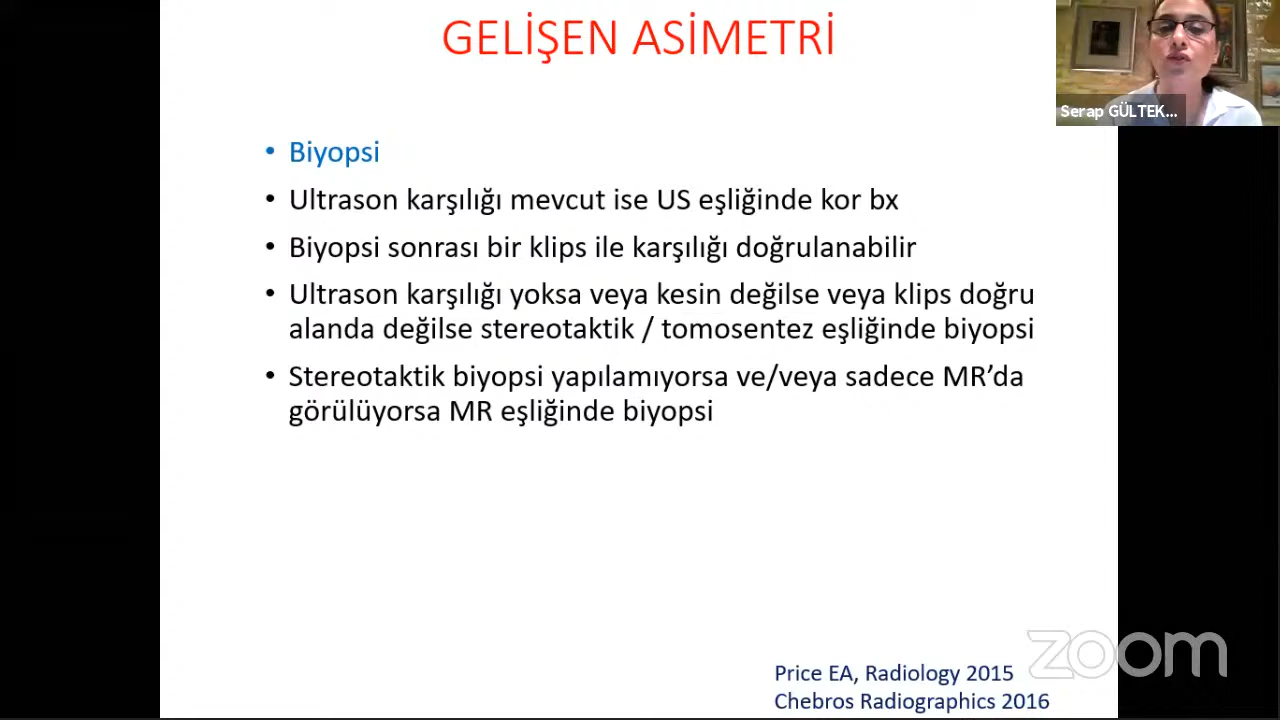 GELİŞEN ASİMETRİ
Serap GÜLTEK...
• Biyopsi
• Ultrason karşılığı mevcut ise US eşliğinde kor bx
• Biyopsi sonrası bir klips ile karşılığı doğrulanabilir
• Ultrason karşılığı yoksa veya kesin değilse veya klips doğru
alanda değilse stereotaktik / tomosentez eşliğinde biyopsi
• Stereotaktik biyopsi yapılamıyorsa ve/veya sadece MR’da
görülüyorsa MR eşliğinde biyopsi
zoom
Price EA, Radiology 2015
Chebros Radiographics 2016